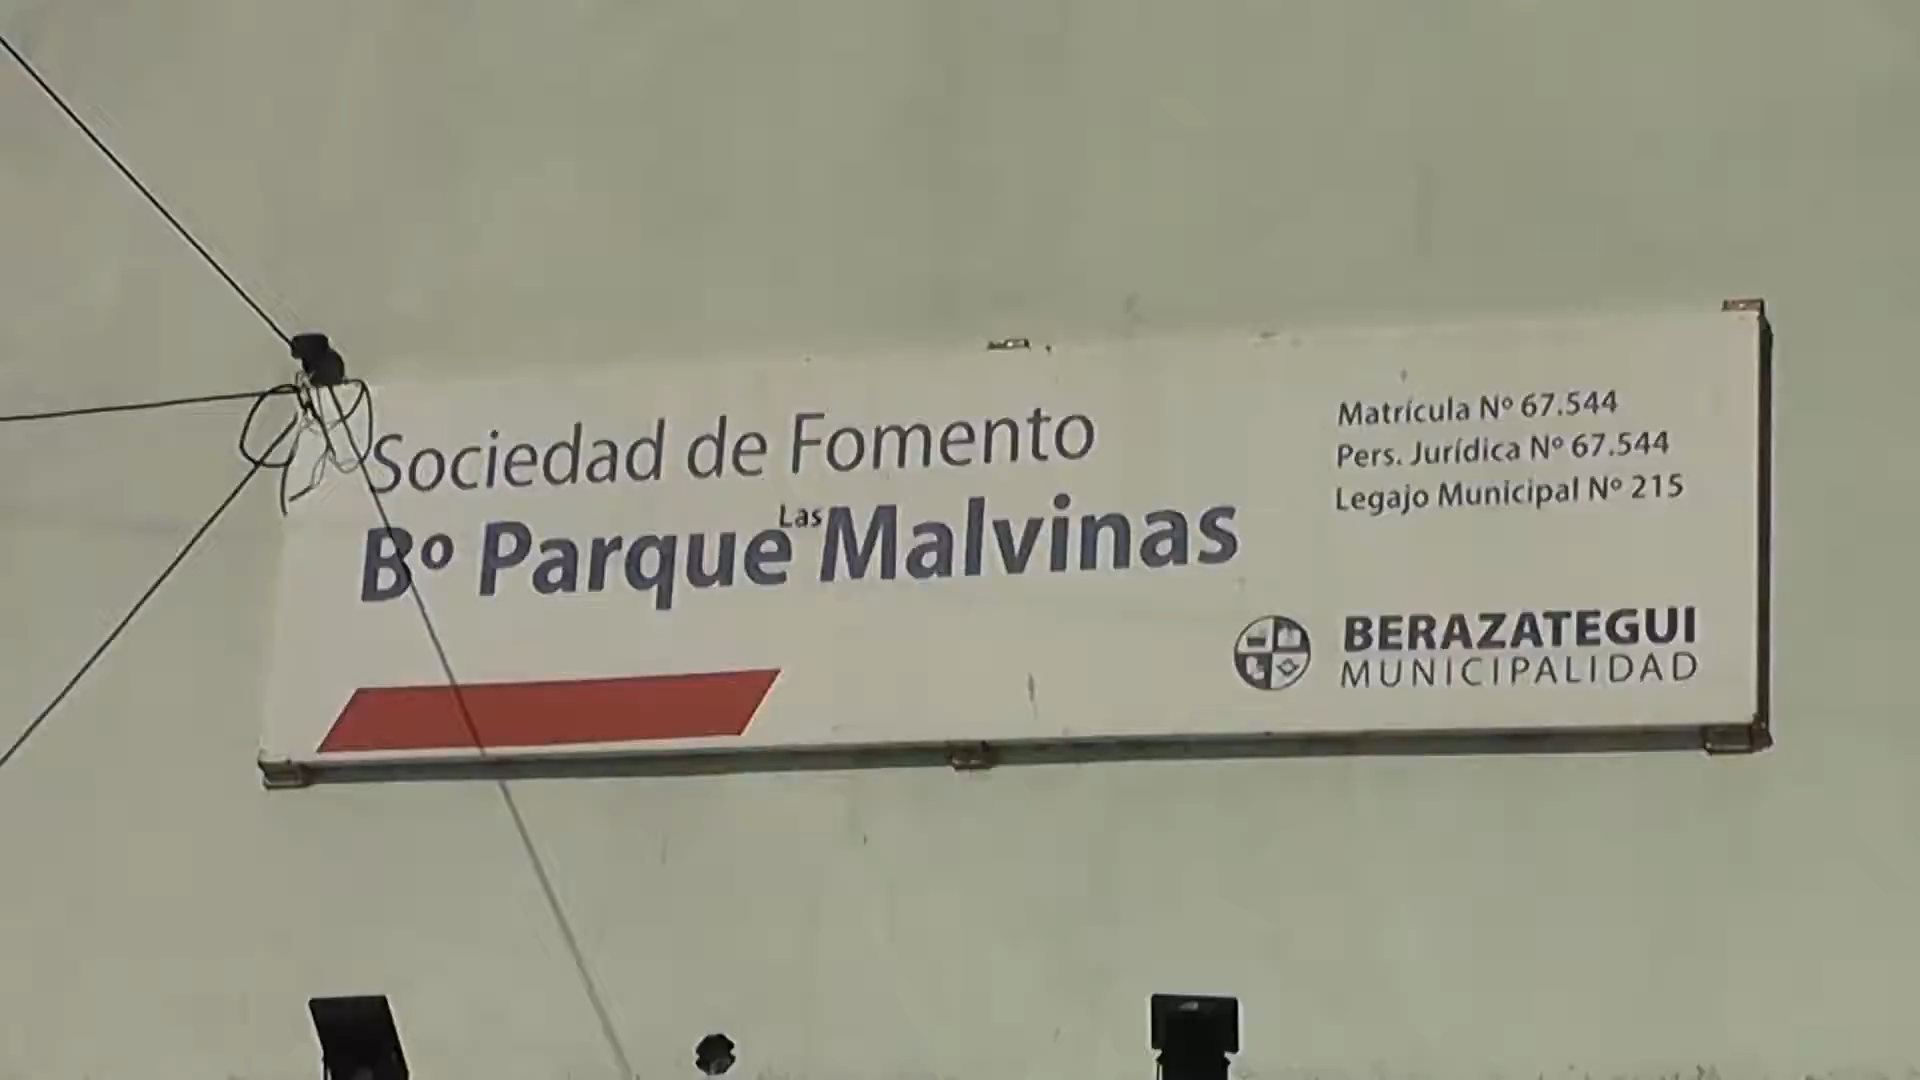 Sociedad de Fomento
Bº Parque Las Malvinas
Matrícula Nº 67.544
Pers. Jurídica Nº 67.544
Legajo Municipal Nº 215
BERAZATEGUI
MUNICIPALIDAD